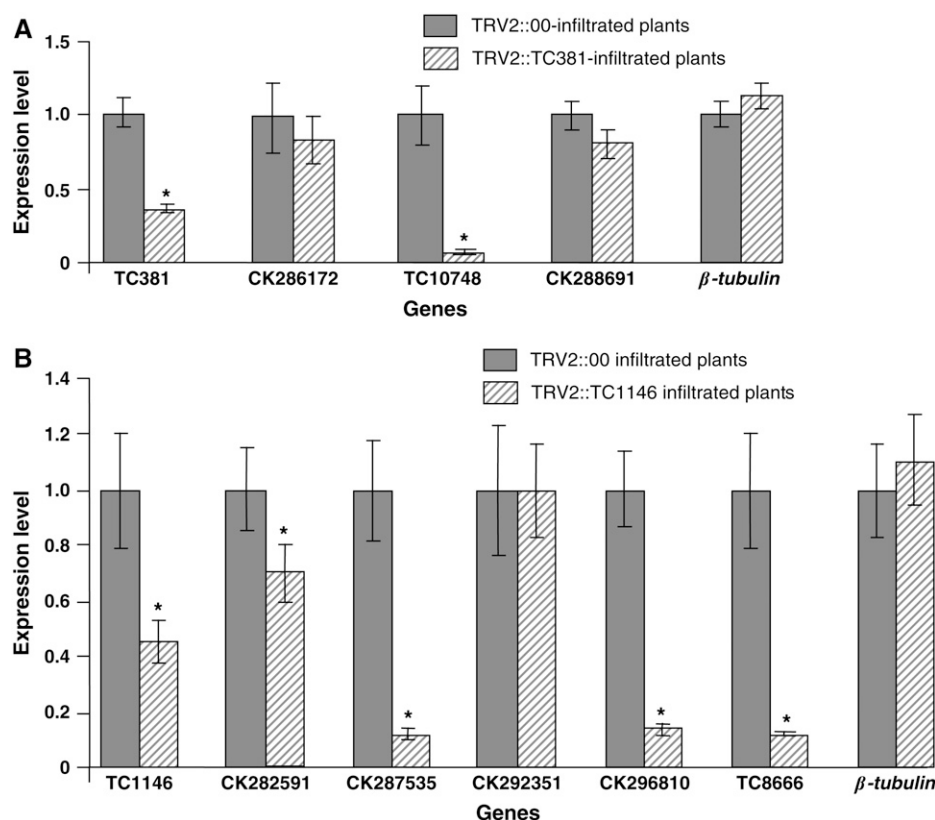 A
TRV2::00-infiltrated plants
TRV2::TC381-infiltrated plants
Expression level
1.5
1.0
0.5
0
*
*
TC381 CK286172 TC10748 CK288691 β-tubulin
Genes
B
TRV2::00 infiltrated plants
TRV2::TC1146 infiltrated plants
Expression level
1.4
1.2
1.0
0.8
0.6
0.4
0.2
0
*
*
*
*
*
TC1146 CK282591 CK287535 CK292351 CK296810 TC8666 β-tubulin
Genes